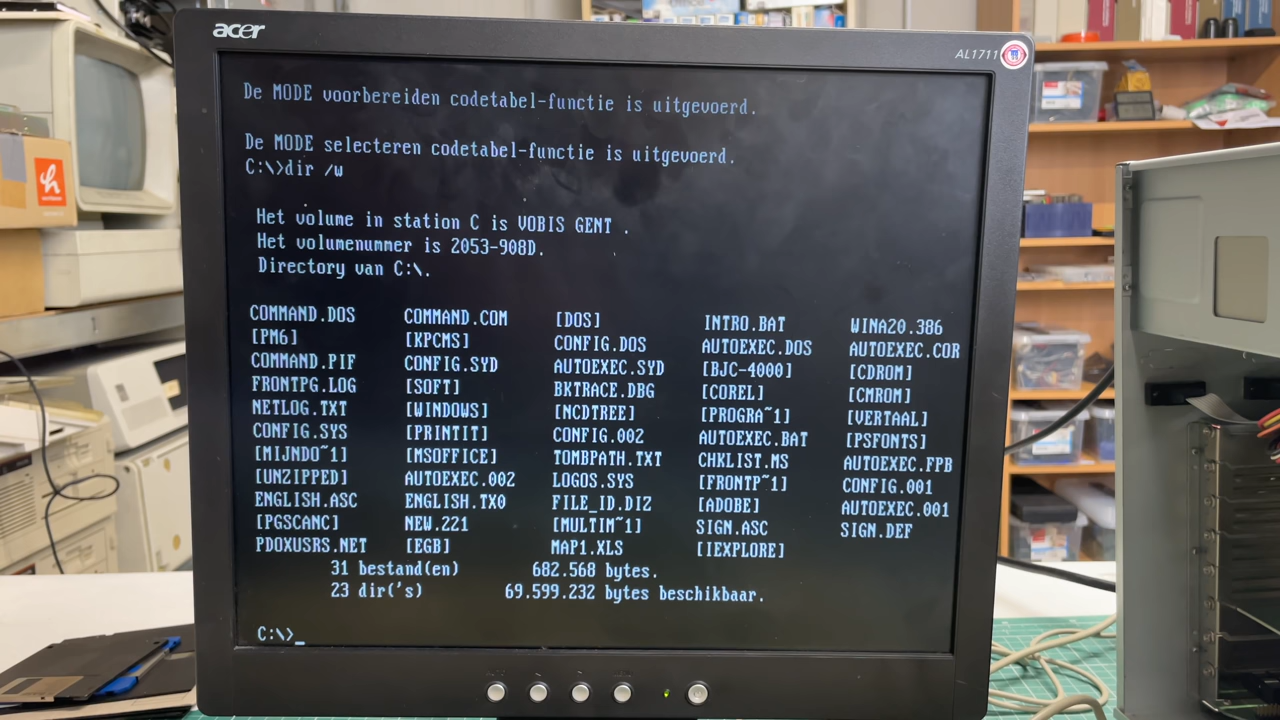 acer
AL1711
De MODE voorbereiden codetabel-functie is uitgevoerd.
De MODE selecteren codetabel-functie is uitgevoerd.
C:\>dir /w
Het volume in station C is VOBIS GENT .
Het volumenummer is 2053-908D.
Directory van C:\.
COMMAND.DOS COMMAND.COM [DOS] INTRO.BAT WINA20.386
[PM6] [KPCMS] CONFIG.DOS AUTOEXEC.DOS AUTOEXEC.COR
COMMAND.PIF CONFIG.SYD AUTOEXEC.SYD [BJC-4000] [CDROM]
FRONTPG.LOG [SOFT] BKTRACE.DBG [COREL] [CMROM]
NETLOG.TXT [WINDOWS] [NCDTREE] [PROGRA~1] [VERTAAL]
CONFIG.SYS [PRINTIT] CONFIG.002 AUTOEXEC.BAT [PSFONTS]
[MIJNDO~1] [MSOFFICE] TOMBPATH.TXT CHKLIST.MS AUTOEXEC.FPB
[UNZIPPED] AUTOEXEC.002 LOGOS.SYS [FRONTP~1] CONFIG.001
ENGLISH.ASC ENGLISH.TX0 FILE_ID.DIZ [ADOBE] AUTOEXEC.001
[PGSCANC] NEW.221 [MULTIM~1] SIGN.ASC SIGN.DEF
PDOXUSRS.NET [EGB] MAP1.XLS [IEXPLORE]
31 bestand(en) 682.568 bytes.
23 dir('s) 69.599.232 bytes beschikbaar.
C:\>_